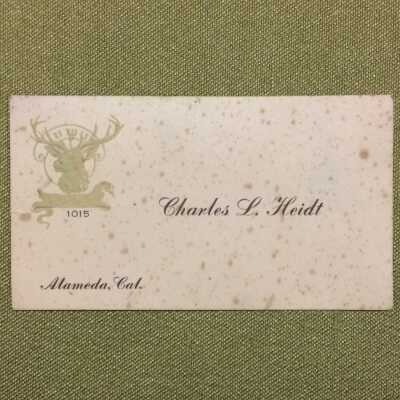 1015
Charles L. Heidt
Alameda, Cal.